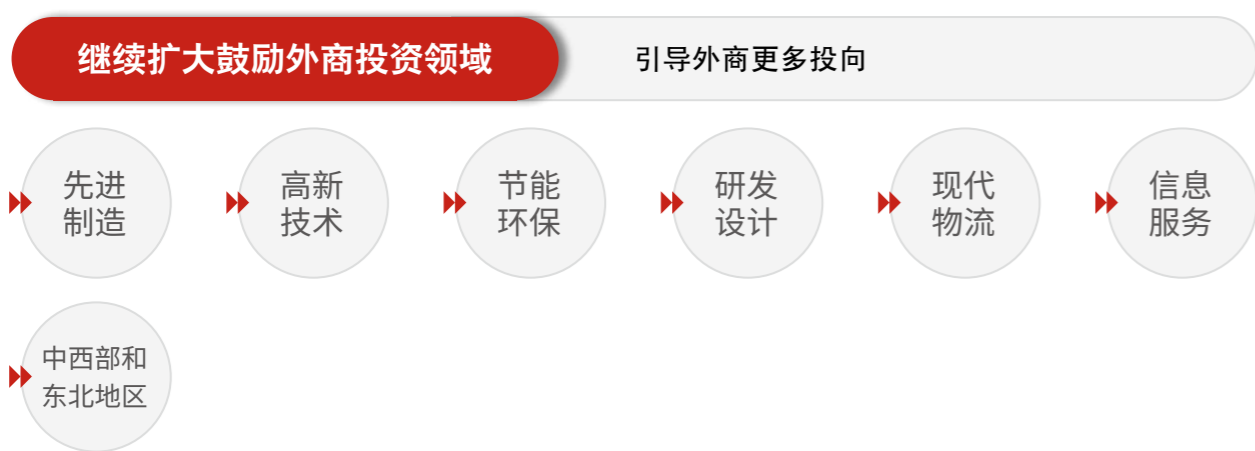 继续扩大鼓励外商投资领域
引导外商更多投向
先进
制造
高新
技术
节能
环保
研发
设计
现代
物流
信息
服务
中西部和
东北地区